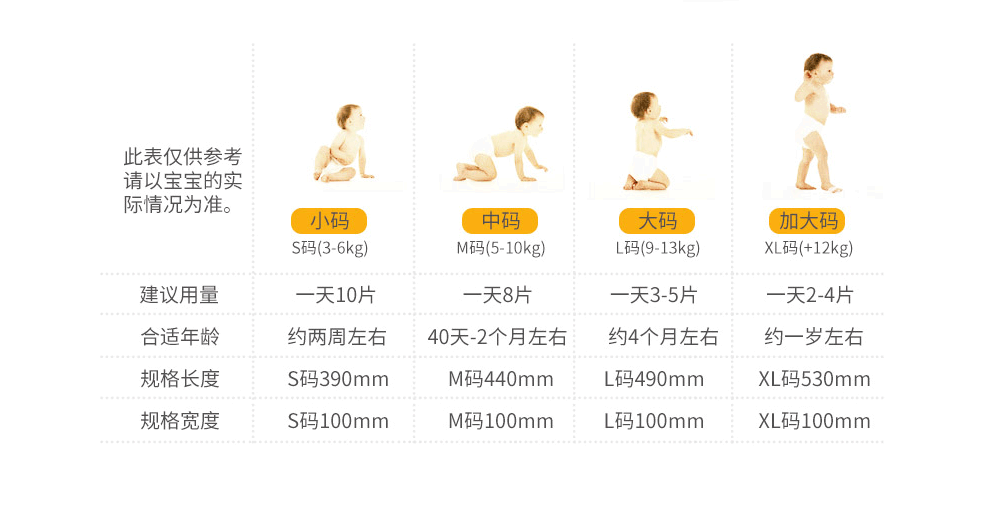 此表仅供参考
请以宝宝的实
际情况为准。
小码 中码 大码 加大码
S码(3-6kg) M码(5-10kg) L码(9-13kg) XL码(+12kg)
建议用量 一天10片 一天8片 一天3-5片 一天2-4片
合适年龄 约两周左右 40天-2个月左右 约4个月左右 约一岁左右
规格长度 S码390mm M码440mm L码490mm XL码530mm
规格宽度 S码100mm M码100mm L码100mm XL码100mm